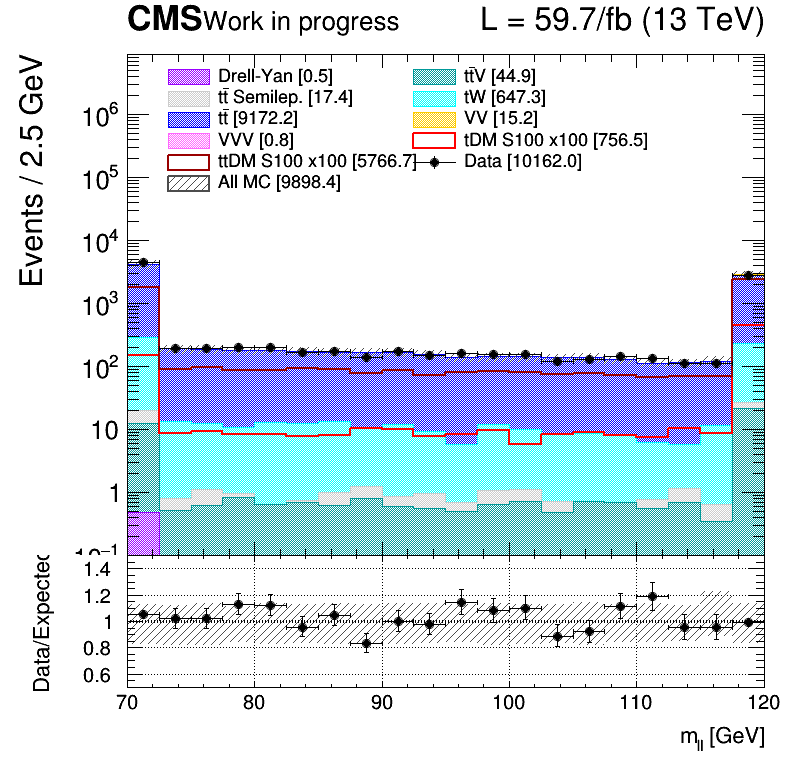 CMS Work in progress L = 59.7/fb (13 TeV)
Events / 2.5 GeV
Drell-Yan [0.5] tt̄V [44.9]
tt̄ Semilep. [17.4] tW [647.3]
tt̄ [9172.2] VV [15.2]
VVV [0.8] tDM S100 x100 [756.5]
ttDM S100 x100 [5766.7] Data [10162.0]
All MC [9898.4]
10⁶
10⁵
10⁴
10³
10²
10
1
10⁻¹
Data/Expected
1.4
1.2
1
0.8
0.6
70 80 90 100 110 120
m_ll [GeV]